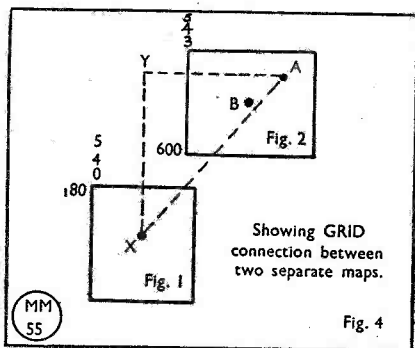 5
4
3
Y
A
B
600
Fig. 2
5
4
0
180
X
Fig. 1
Showing GRID
connection between
two separate maps.
MM
55
Fig. 4